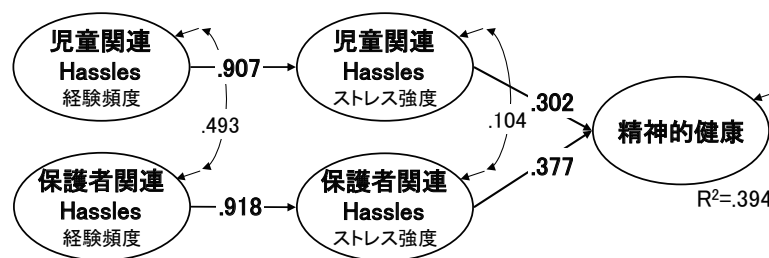 児童関連
Hassles
経験頻度
.907
児童関連
Hassles
ストレス強度
.302
.493
.104
精神的健康
.377
保護者関連
Hassles
経験頻度
.918
保護者関連
Hassles
ストレス強度
R²=.394